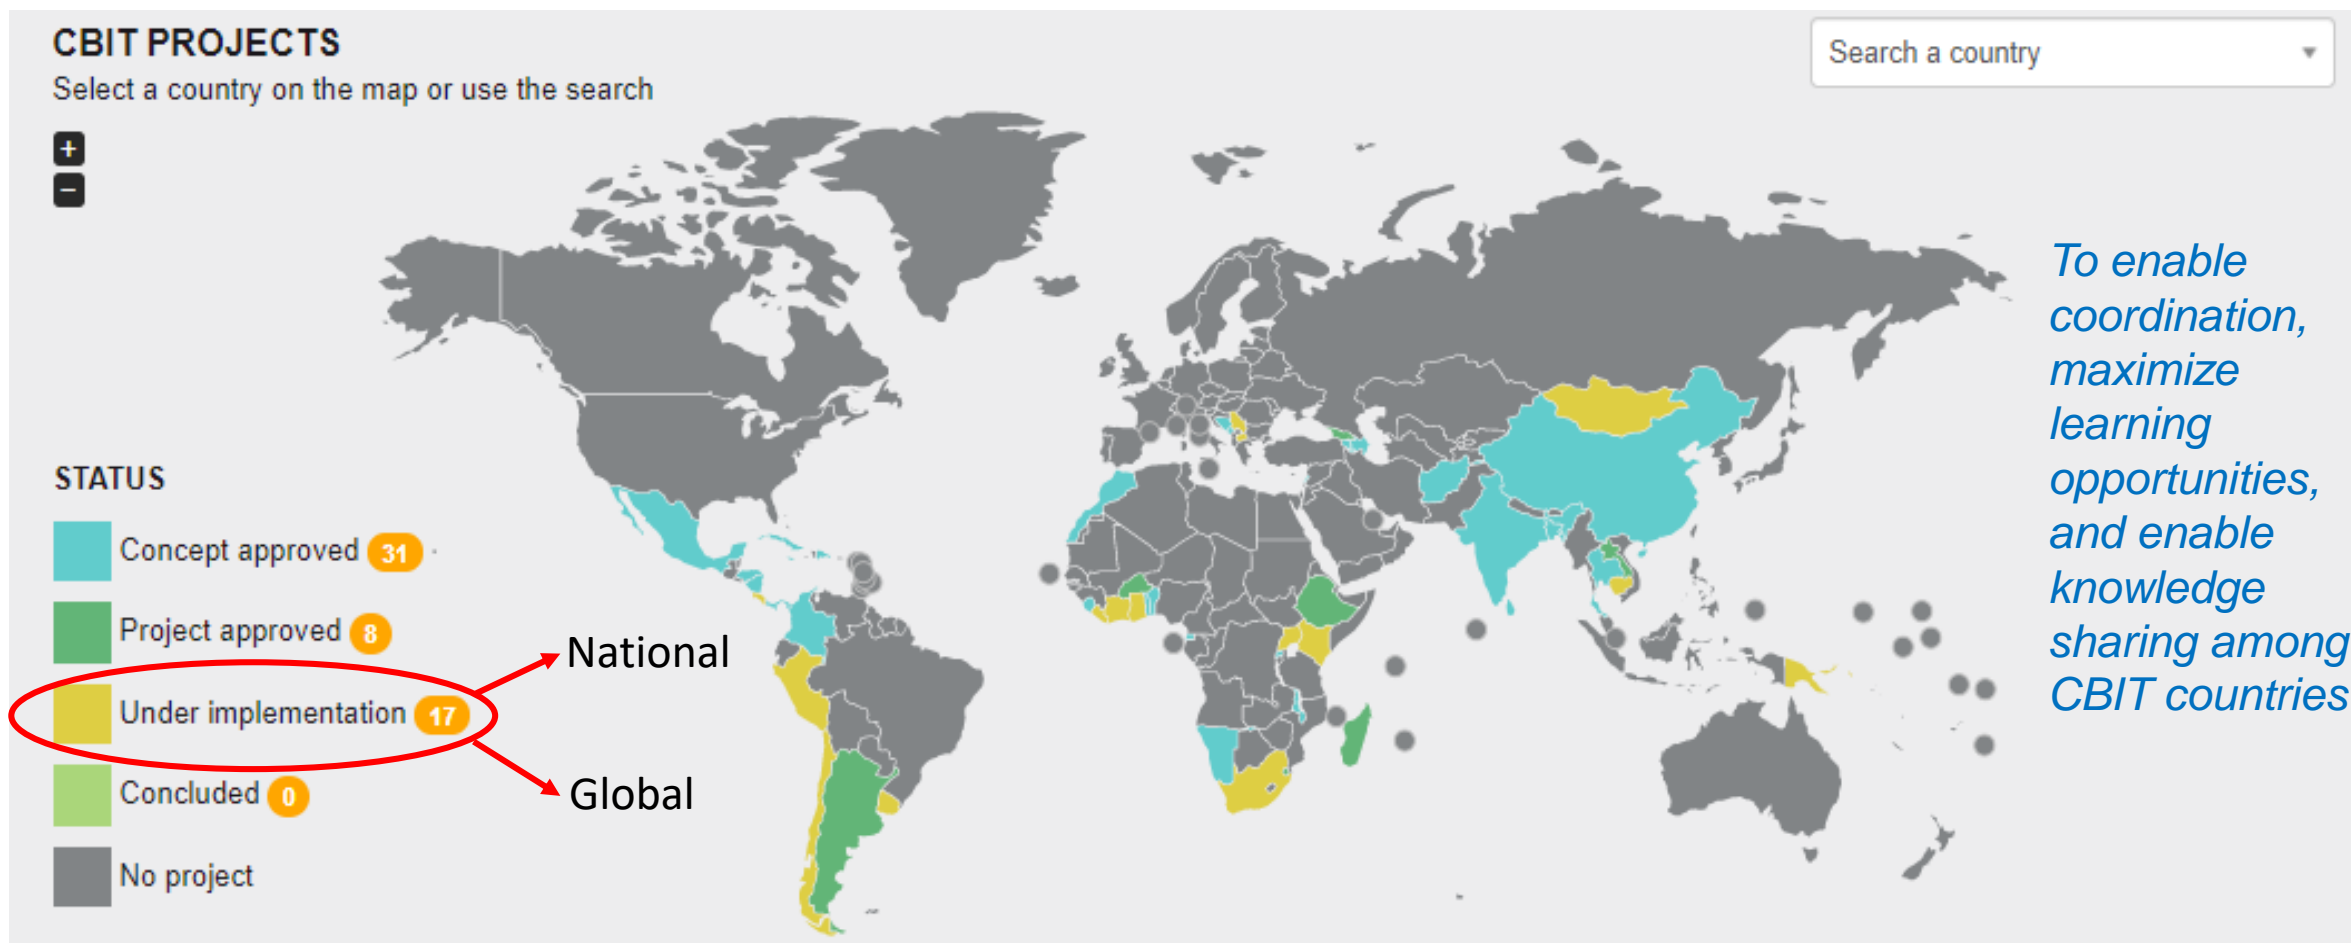 CBIT PROJECTS
Select a country on the map or use the search
Search a country
+
−
STATUS
Concept approved 31
Project approved 8
Under implementation 17
Concluded 0
No project
National
Global
To enable
coordination,
maximize
learning
opportunities,
and enable
knowledge
sharing among
CBIT countries